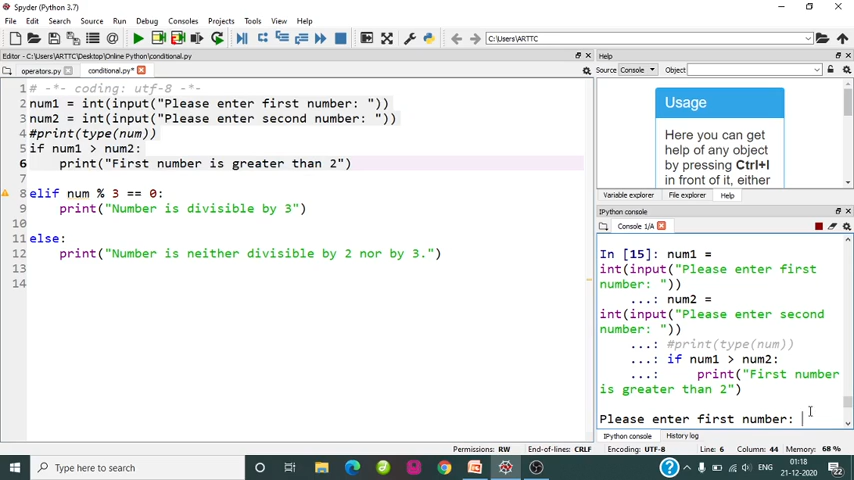 Spyder (Python 3.7)
File Edit Search Source Run Debug Consoles Projects Tools View Help
C:\Users\ARTTC
Editor - C:\Users\ARTTC\Desktop\Online Python\conditional.py
operators.py conditional.py*
1 # -*- coding: utf-8 -*-
2 num1 = int(input("Please enter first number: "))
3 num2 = int(input("Please enter second number: "))
4 #print(type(num))
5 if num1 > num2:
6 print("First number is greater than 2")
7
8 elif num % 3 == 0:
9 print("Number is divisible by 3")
10
11 else:
12 print("Number is neither divisible by 2 nor by 3.")
13
14
Help
Source Console Object
Usage
Here you can get
help of any object
by pressing Ctrl+I
in front of it, either
Variable explorer File explorer Help
IPython console
Console 1/A
In [15]: num1 =
int(input("Please enter first
number: "))
...: num2 =
int(input("Please enter second
number: "))
...: #print(type(num))
...: if num1 > num2:
...: print("First number
is greater than 2")
Please enter first number:
IPython console History log
Permissions: RW End-of-lines: CRLF Encoding: UTF-8 Line: 6 Column: 44 Memory: 68 %
Type here to search
ENG
01:18
21-12-2020
22